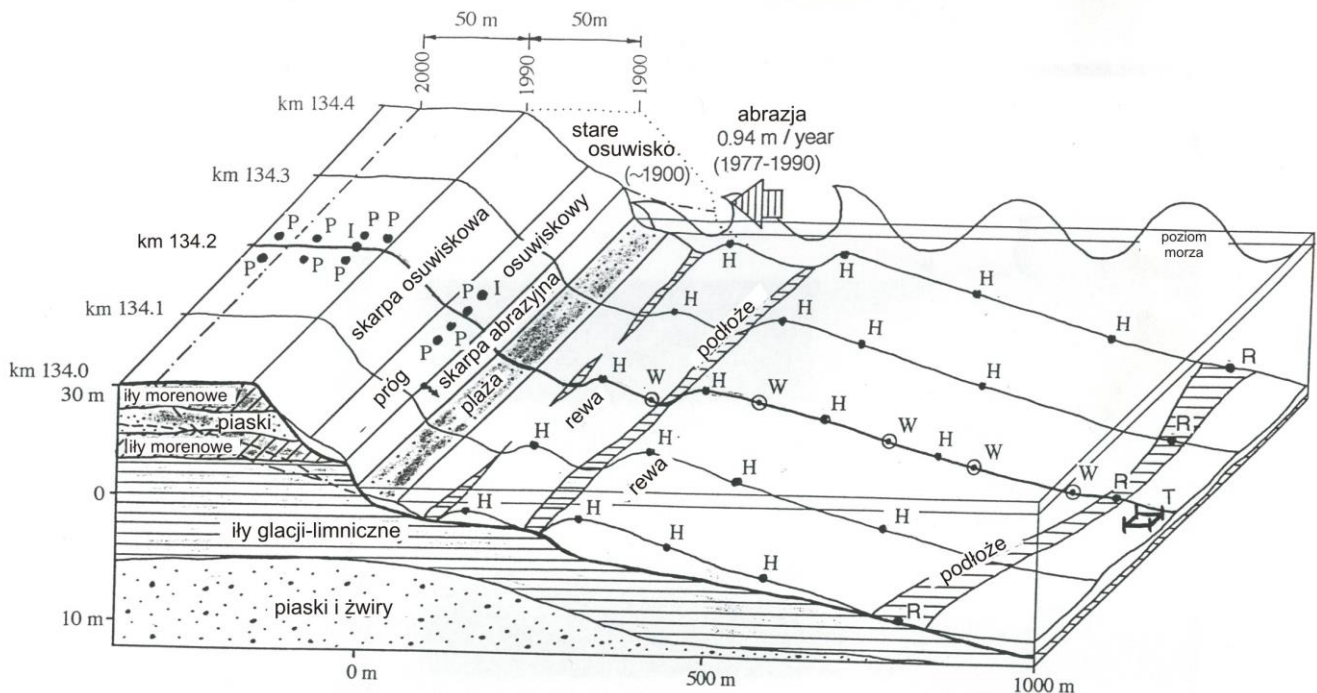 50 m
50m
2000
1990
1900
km 134.4
km 134.3
km 134.2
km 134.1
km 134.0
stare
osuwisko
(~1900)
abrazja
0.94 m / year
(1977-1990)
poziom
morza
P
P
P
I
P
P
P
P
P
P
P
I
P
P
skarpa osuwiskowa
próg
osuwiskowy
skarpa abrazyjna
plaża
rewa
rewa
podłoże
podłoże
H
H
H
H
R
H
H
H
H
R
H
W
H
W
H
W
H
W
W
R
T
H
H
H
H
H
H
H
H
R
30 m
0
10 m
iły morenowe
piaski
iły morenowe
iły glacji-limniczne
piaski i żwiry
0 m
500 m
1000 m